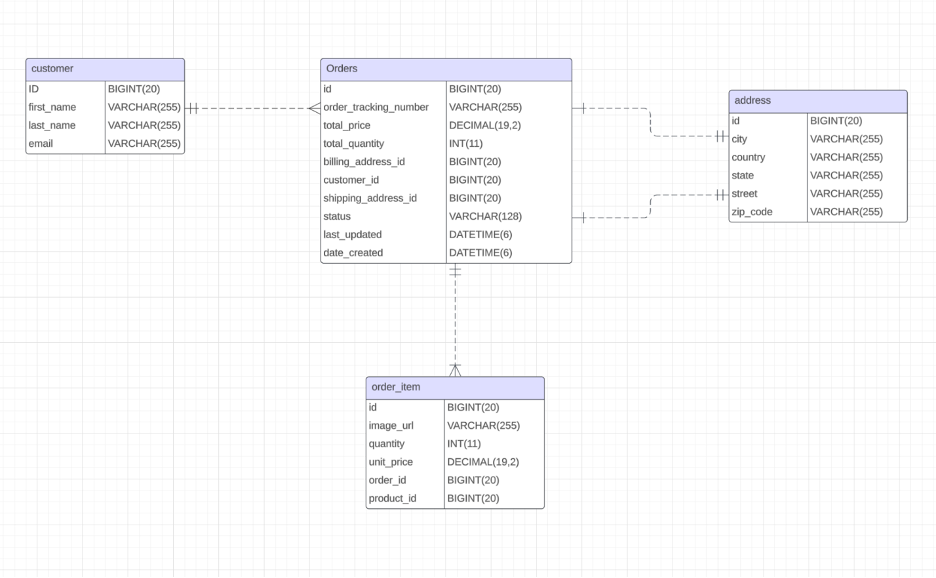 customer
ID BIGINT(20)
first_name VARCHAR(255)
last_name VARCHAR(255)
email VARCHAR(255)
Orders
id BIGINT(20)
order_tracking_number VARCHAR(255)
total_price DECIMAL(19,2)
total_quantity INT(11)
billing_address_id BIGINT(20)
customer_id BIGINT(20)
shipping_address_id BIGINT(20)
status VARCHAR(128)
last_updated DATETIME(6)
date_created DATETIME(6)
address
id BIGINT(20)
city VARCHAR(255)
country VARCHAR(255)
state VARCHAR(255)
street VARCHAR(255)
zip_code VARCHAR(255)
order_item
id BIGINT(20)
image_url VARCHAR(255)
quantity INT(11)
unit_price DECIMAL(19,2)
order_id BIGINT(20)
product_id BIGINT(20)